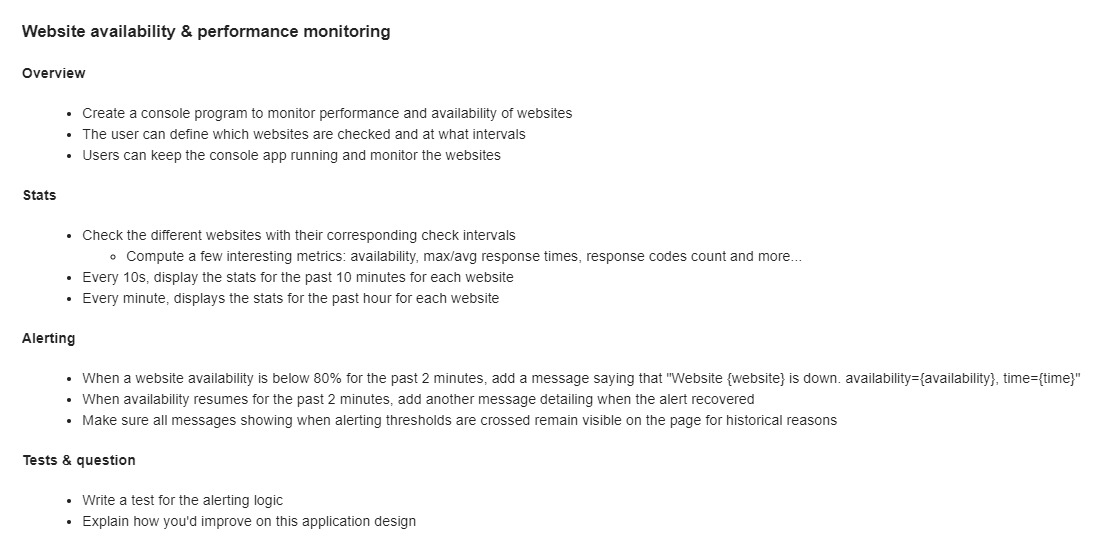 Website availability & performance monitoring
Overview
Create a console program to monitor performance and availability of websites
The user can define which websites are checked and at what intervals
Users can keep the console app running and monitor the websites
Stats
Check the different websites with their corresponding check intervals
Compute a few interesting metrics: availability, max/avg response times, response codes count and more...
Every 10s, display the stats for the past 10 minutes for each website
Every minute, displays the stats for the past hour for each website
Alerting
When a website availability is below 80% for the past 2 minutes, add a message saying that "Website {website} is down. availability={availability}, time={time}"
When availability resumes for the past 2 minutes, add another message detailing when the alert recovered
Make sure all messages showing when alerting thresholds are crossed remain visible on the page for historical reasons
Tests & question
Write a test for the alerting logic
Explain how you'd improve on this application design